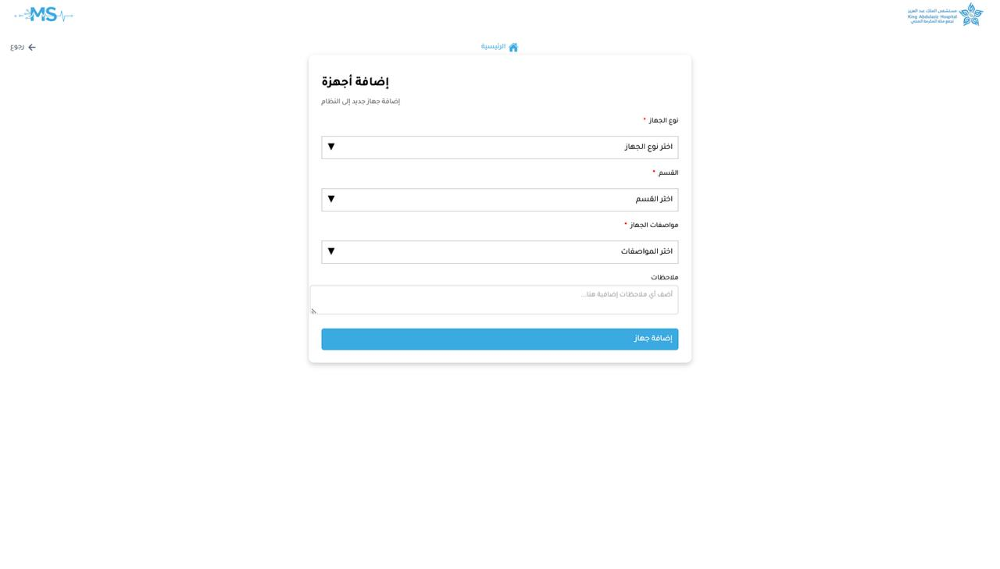 مستشفى الملك عبد العزيز
King Abdulaziz Hospital
تجمع مكة المكرمة الصحي
MS
الرئيسية
رجوع
إضافة أجهزة
إضافة جهاز جديد إلى النظام
نوع الجهاز *
اختر نوع الجهاز
القسم *
اختر القسم
مواصفات الجهاز *
اختر المواصفات
ملاحظات
أضف أي ملاحظات إضافية هنا...
إضافة جهاز